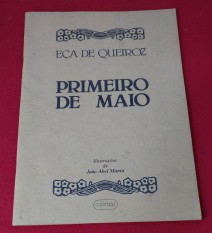 EÇA DE QUEIROZ
PRIMEIRO
DE MAIO
Ilustrações
de
João Abel Manta